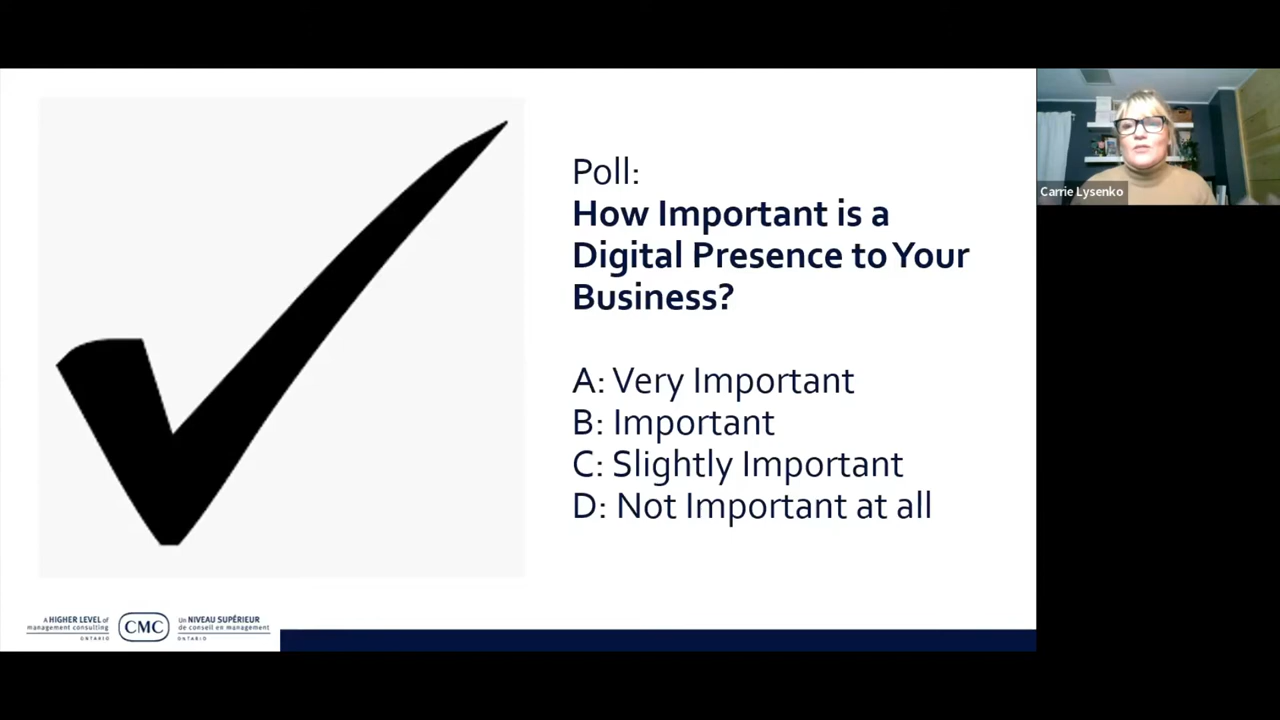 Poll:
How Important is a
Digital Presence to Your
Business?
A: Very Important
B: Important
C: Slightly Important
D: Not Important at all
Carrie Lysenko
A HIGHER LEVEL of
management consulting
ONTARIO
CMC
UN NIVEAU SUPÉRIEUR
de conseil en management
ONTARIO